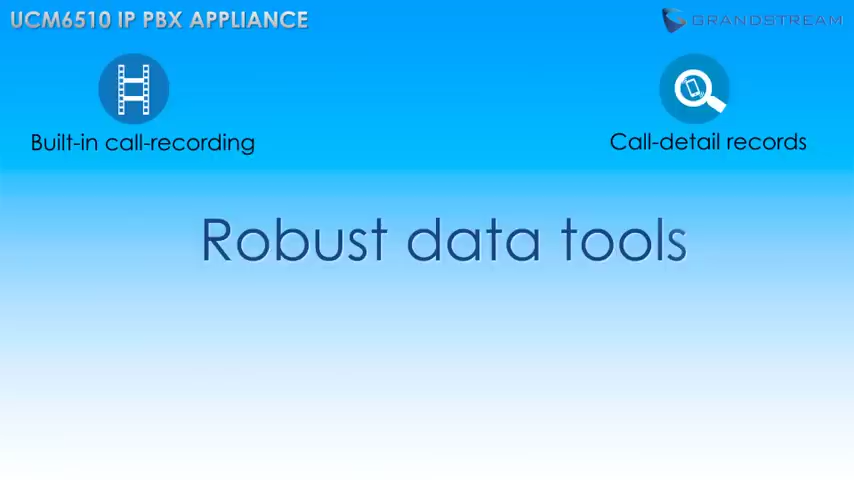 UCM6510 IP PBX APPLIANCE
GRANDSTREAM
Built-in call-recording
Call-detail records
Robust data tools